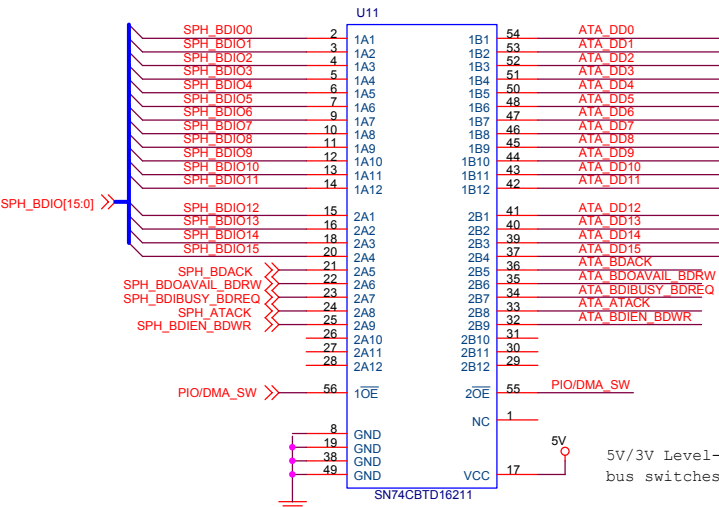 U11
SPH_BDIO0 2 1A1 1B1 54 ATA_DD0
SPH_BDIO1 3 1A2 1B2 53 ATA_DD1
SPH_BDIO2 4 1A3 1B3 52 ATA_DD2
SPH_BDIO3 5 1A4 1B4 51 ATA_DD3
SPH_BDIO4 6 1A5 1B5 50 ATA_DD4
SPH_BDIO5 7 1A6 1B6 48 ATA_DD5
SPH_BDIO6 9 1A7 1B7 47 ATA_DD6
SPH_BDIO7 10 1A8 1B8 46 ATA_DD7
SPH_BDIO8 11 1A9 1B9 45 ATA_DD8
SPH_BDIO9 12 1A10 1B10 44 ATA_DD9
SPH_BDIO10 13 1A11 1B11 43 ATA_DD10
SPH_BDIO11 14 1A12 1B12 42 ATA_DD11
SPH_BDIO[15:0]
SPH_BDIO12 15 2A1 2B1 41 ATA_DD12
SPH_BDIO13 16 2A2 2B2 40 ATA_DD13
SPH_BDIO14 18 2A3 2B3 39 ATA_DD14
SPH_BDIO15 20 2A4 2B4 37 ATA_DD15
SPH_BDACK 21 2A5 2B5 36 ATA_BDACK
SPH_BDOAVAIL_BDRW 22 2A6 2B6 35 ATA_BDOAVAIL_BDRW
SPH_BDIBUSY_BDREQ 23 2A7 2B7 34 ATA_BDIBUSY_BDREQ
SPH_ATACK 24 2A8 2B8 33 ATA_ATACK
SPH_BDIEN_BDWR 25 2A9 2B9 32 ATA_BDIEN_BDWR
26 2A10 2B10 31
27 2A11 2B11 30
28 2A12 2B12 29
PIO/DMA_SW 56 1OE 2OE 55 PIO/DMA_SW
NC 1
8 GND
19 GND
38 GND
49 GND VCC 17 5V
5V/3V Level-
bus switches
SN74CBTD16211